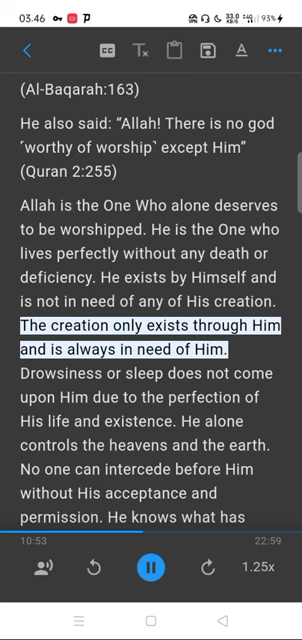 03.46
33.0
KB/S
4G
93%
CC
A
(Al-Baqarah:163)
He also said: “Allah! There is no god
˹worthy of worship˺ except Him”
(Quran 2:255)
Allah is the One Who alone deserves
to be worshipped. He is the One who
lives perfectly without any death or
deficiency. He exists by Himself and
is not in need of any of His creation.
The creation only exists through Him
and is always in need of Him.
Drowsiness or sleep does not come
upon Him due to the perfection of
His life and existence. He alone
controls the heavens and the earth.
No one can intercede before Him
without His acceptance and
permission. He knows what has
10:53
22:59
1.25x